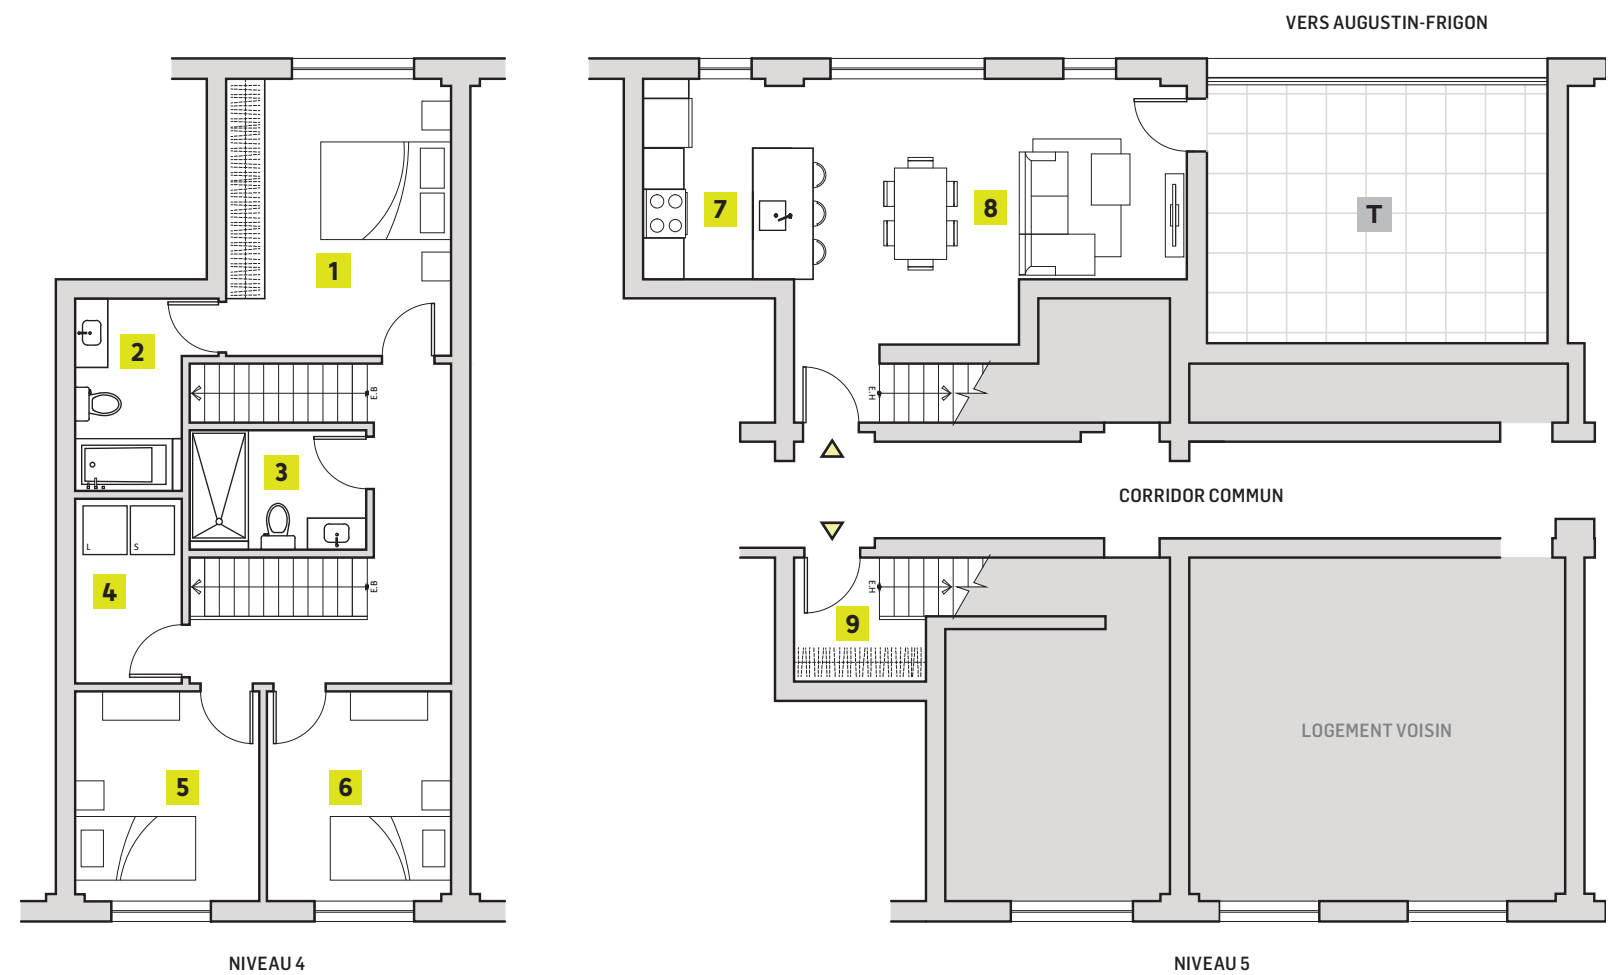 VERS AUGUSTIN-FRIGON
1
2
3
4
5
6
L
S
E.B
E.B
NIVEAU 4
7
8
T
E.H
CORRIDOR COMMUN
E.H
9
LOGEMENT VOISIN
NIVEAU 5